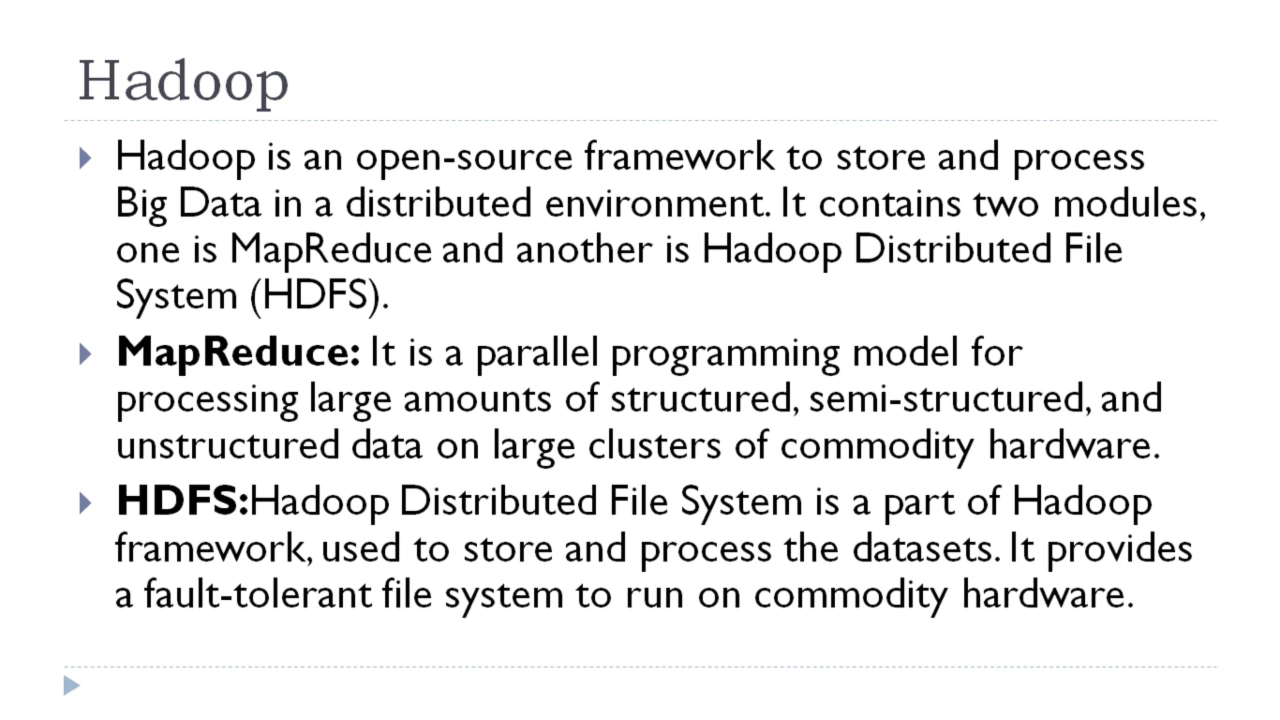 Hadoop
Hadoop is an open-source framework to store and process
Big Data in a distributed environment. It contains two modules,
one is MapReduce and another is Hadoop Distributed File
System (HDFS).
MapReduce: It is a parallel programming model for
processing large amounts of structured, semi-structured, and
unstructured data on large clusters of commodity hardware.
HDFS:Hadoop Distributed File System is a part of Hadoop
framework, used to store and process the datasets. It provides
a fault-tolerant file system to run on commodity hardware.